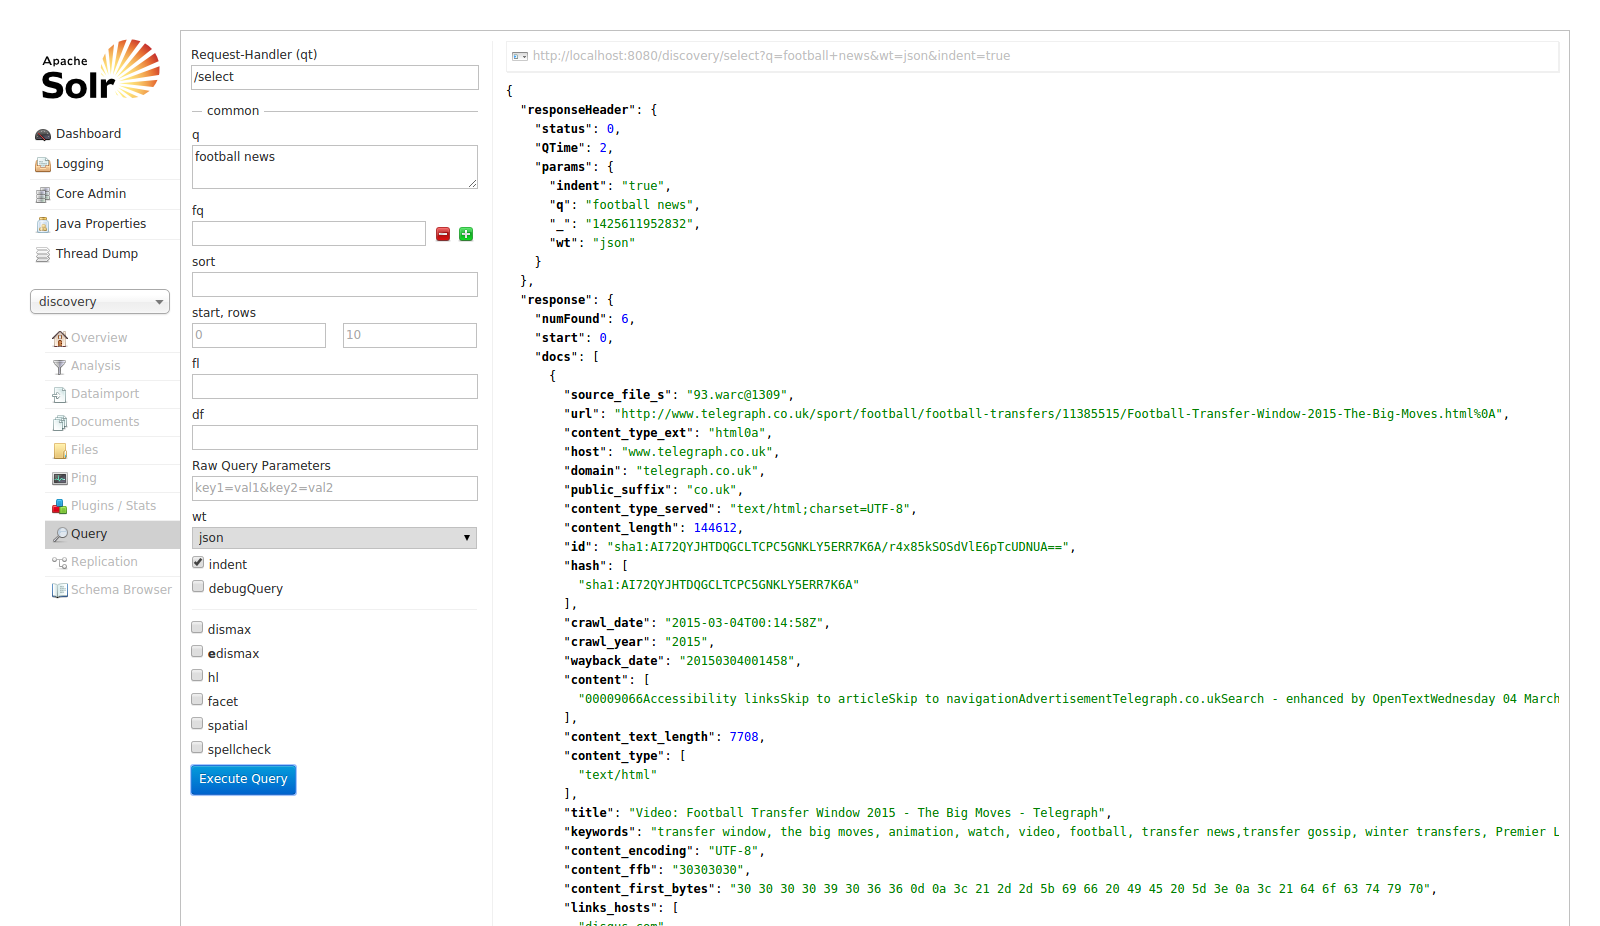 Apache
Solr
Dashboard
Logging
Core Admin
Java Properties
Thread Dump
discovery
Overview
Analysis
Dataimport
Documents
Files
Ping
Plugins / Stats
Query
Replication
Schema Browser
Request-Handler (qt)
/select
common
q
football news
fq
sort
start, rows
0 10
fl
df
Raw Query Parameters
key1=val1&key2=val2
wt
json
indent
debugQuery
dismax
edismax
hl
facet
spatial
spellcheck
Execute Query
http://localhost:8080/discovery/select?q=football+news&wt=json&indent=true
{
"responseHeader": {
"status": 0,
"QTime": 2,
"params": {
"indent": "true",
"q": "football news",
"_": "1425611952832",
"wt": "json"
}
},
"response": {
"numFound": 6,
"start": 0,
"docs": [
{
"source_file_s": "93.warc@1309",
"url": "http://www.telegraph.co.uk/sport/football/football-transfers/11385515/Football-Transfer-Window-2015-The-Big-Moves.html%0A",
"content_type_ext": "html0a",
"host": "www.telegraph.co.uk",
"domain": "telegraph.co.uk",
"public_suffix": "co.uk",
"content_type_served": "text/html;charset=UTF-8",
"content_length": 144612,
"id": "sha1:AI72QYJHTDQGCLTCPC5GNKLY5ERR7K6A/r4x85kSOSdVlE6pTcUDNUA==",
"hash": [
"sha1:AI72QYJHTDQGCLTCPC5GNKLY5ERR7K6A"
],
"crawl_date": "2015-03-04T00:14:58Z",
"crawl_year": "2015",
"wayback_date": "20150304001458",
"content": [
"00009066Accessibility linksSkip to articleSkip to navigationAdvertisementTelegraph.co.ukSearch - enhanced by OpenTextWednesday 04 March
],
"content_text_length": 7708,
"content_type": [
"text/html"
],
"title": "Video: Football Transfer Window 2015 - The Big Moves - Telegraph",
"keywords": "transfer window, the big moves, animation, watch, video, football, transfer news,transfer gossip, winter transfers, Premier L
"content_encoding": "UTF-8",
"content_ffb": "30303030",
"content_first_bytes": "30 30 30 30 39 30 36 36 0d 0a 3c 21 2d 2d 5b 69 66 20 49 45 20 5d 3e 0a 3c 21 64 6f 63 74 79 70",
"links_hosts": [
"disqus.com"